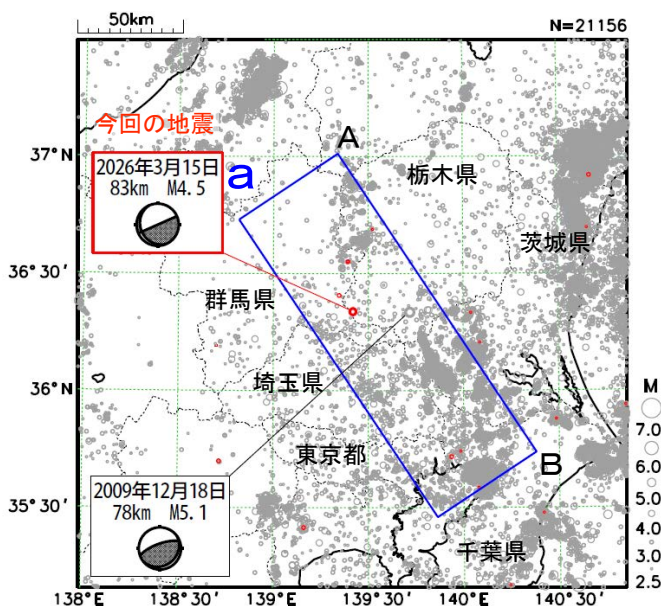 50km
N=21156
今回の地震
A
37°N
2026年3月15日
83km M4.5
a
栃木県
茨城県
36°30′
群馬県
36°N
埼玉県
M
7.0
6.0
5.0
4.0
3.0
2.5
東京都
B
2009年12月18日
78km M5.1
35°30′
千葉県
138°E
138°30′
139°E
139°30′
140°E
140°30′